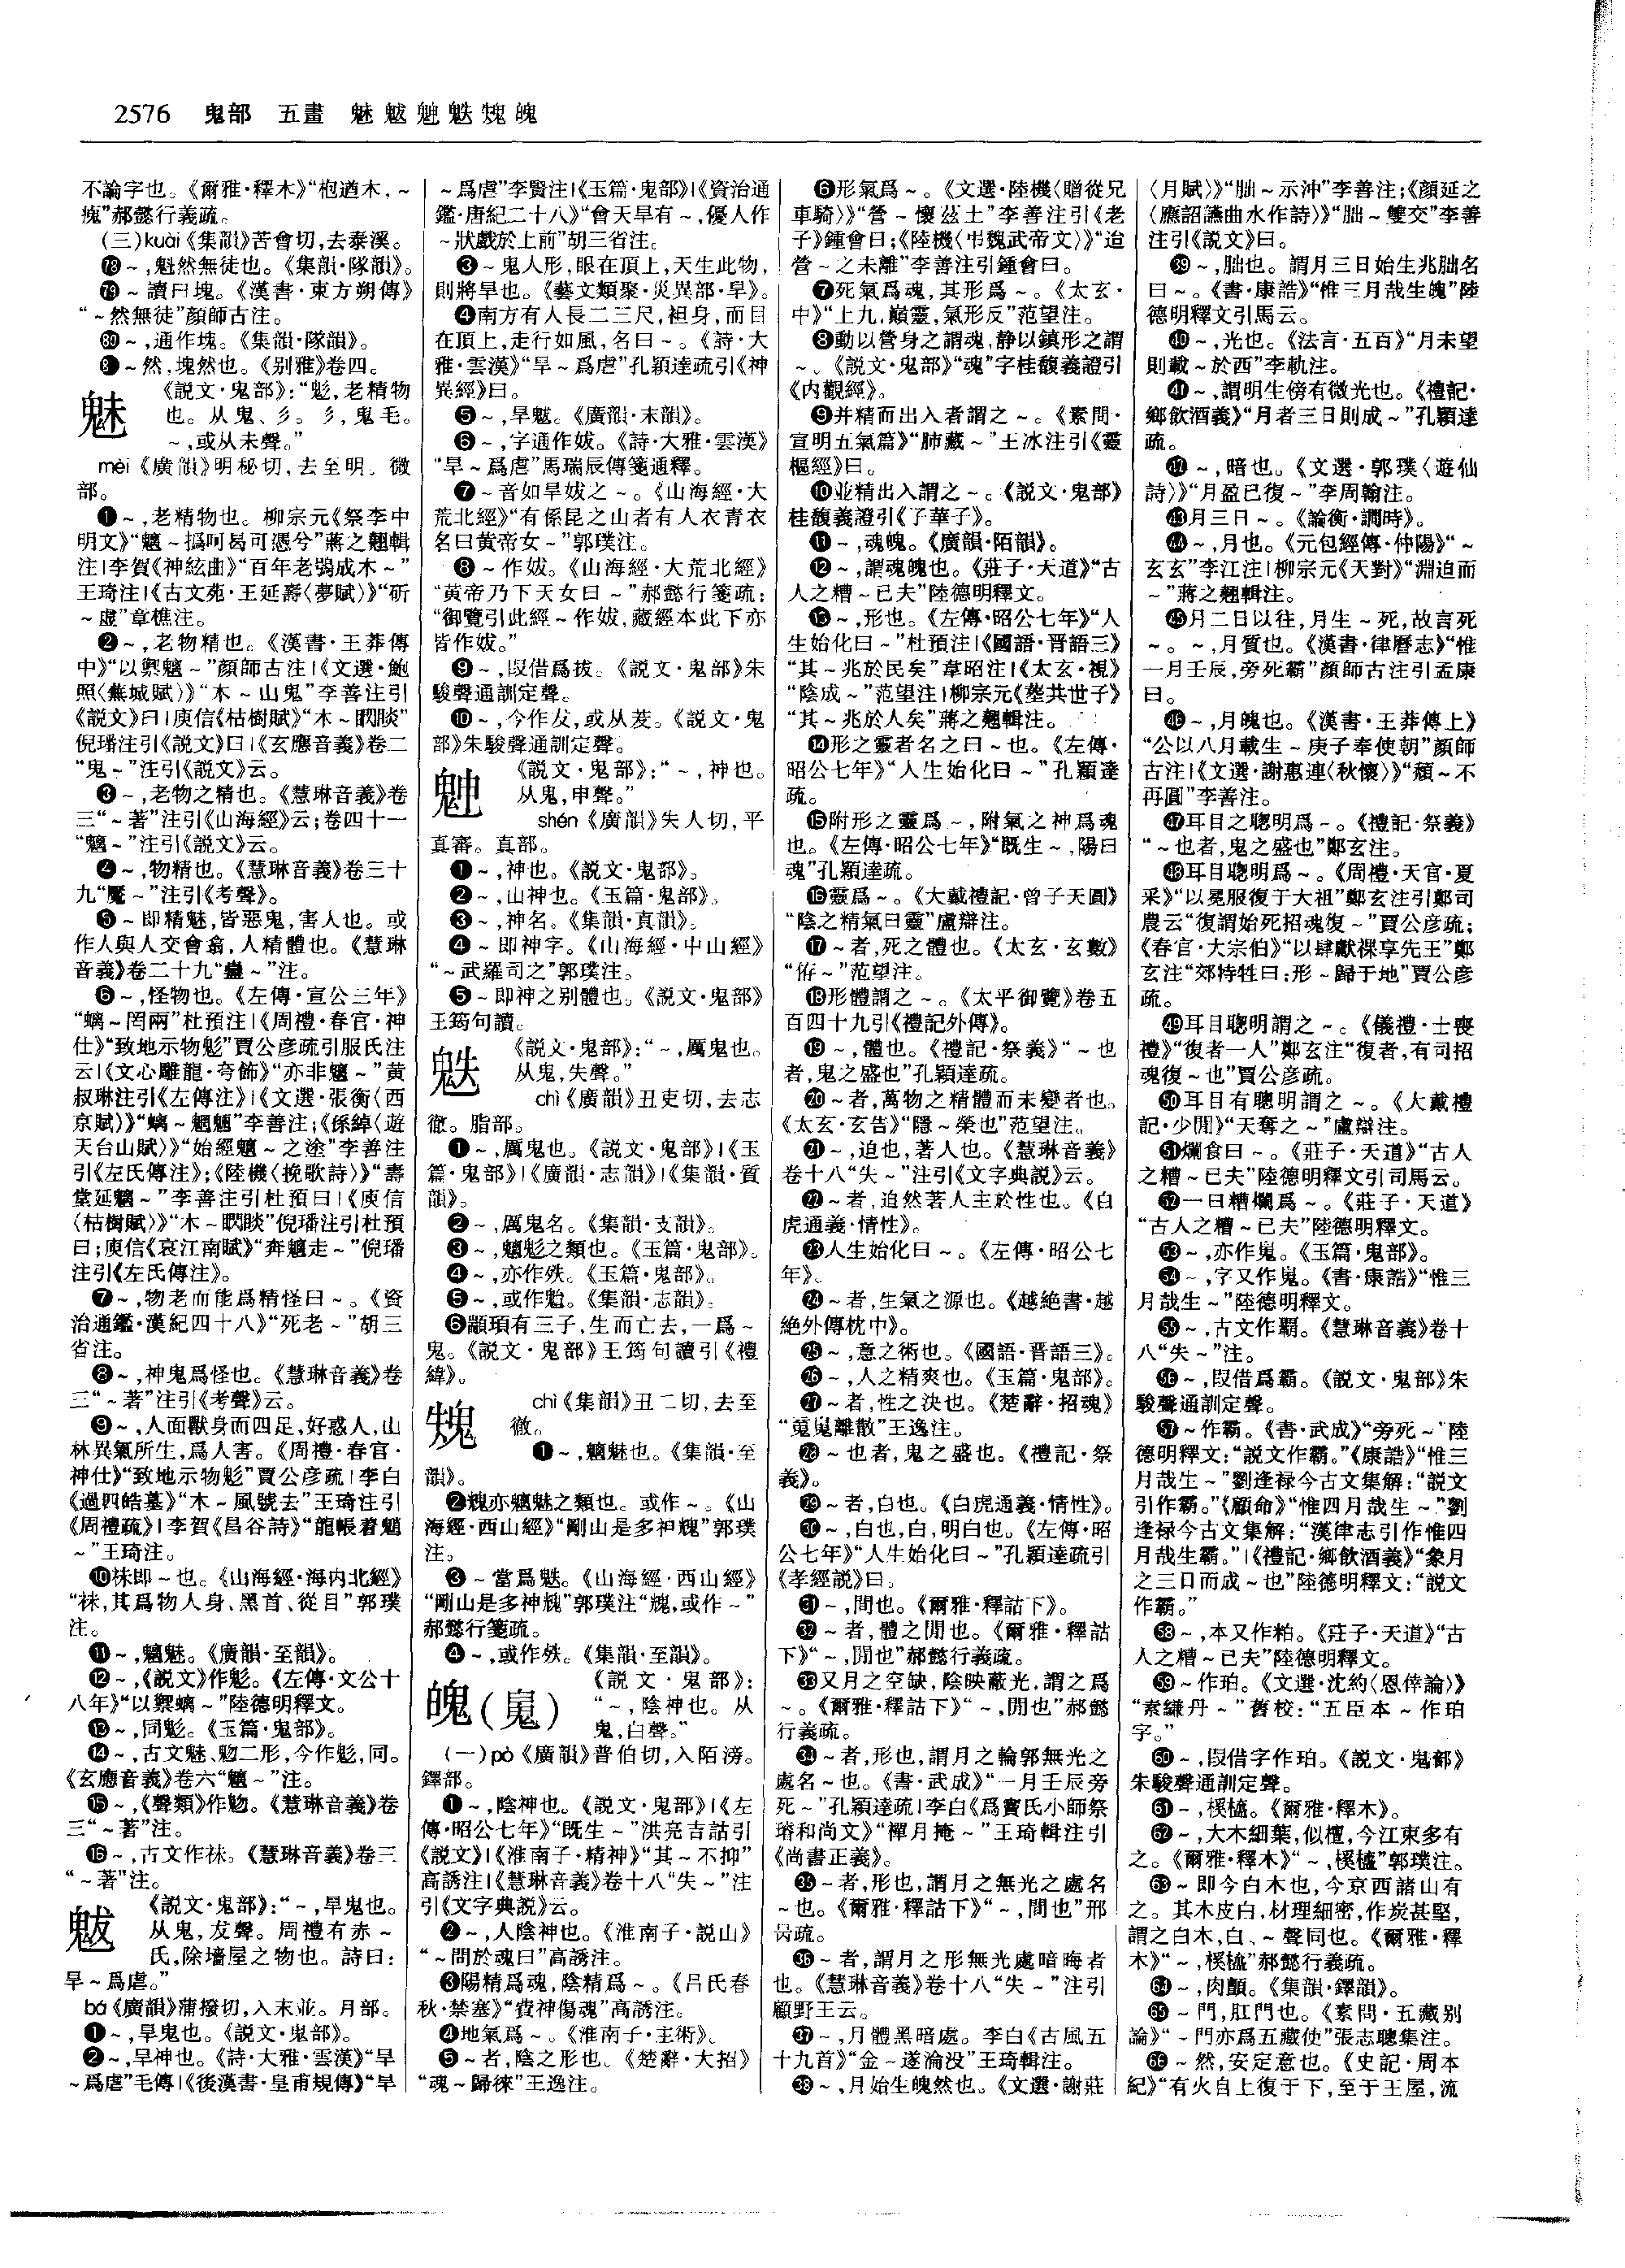 2576 鬼部 五畫 魅魃䰠魅䰨魄
不論字也。《爾雅·釋木》“枹遒木，~
塊”郝懿行義疏。
(三)kuài《集韻》苦會切，去泰溪。
㊆~，魁然無徒也。《集韻·隊韻》。
~讀曰塊。《漢書·東方朔傳》
“~然無徒”顏師古注。
~，通作塊。《集韻·隊韻》。
~然，塊然也。《别雅》卷四。
魅
《説文·鬼部》：“鬽，老精物
也。从鬼、彡。彡，鬼毛。
~，或从未聲。”
mèi《廣韻》明秘切，去至明。微
部。
❶~，老精物也。柳宗元《祭李中
明文》“魑~撝呵曷可憑兮”蔣之翹輯
注|李賀《神絃曲》“百年老鴞成木~”
王琦注|《古文苑·王延壽〈夢賦〉》“斫
~虛”章樵注。
❷~，老物精也。《漢書·王莽傳
中》“以禦魑~”顏師古注|《文選·鮑
照〈蕪城賦〉》“木~山鬼”李善注引
《説文》曰|庾信《枯樹賦》“木~䁹睒”
倪璠注引《説文》曰|《玄應音義》卷二
“鬼~”注引《説文》云。
❸~，老物之精也。《慧琳音義》卷
三“~著”注引《山海經》云；卷四十一
“魑~”注引《説文》云。
❹~，物精也。《慧琳音義》卷三十
九“魘~”注引《考聲》。
❺~即精魅，皆惡鬼，害人也。或
作人與人交會翕，人精體也。《慧琳
音義》卷二十九“蠱~”注。
❻~，怪物也。《左傳·宣公三年》
“螭~罔兩”杜預注|《周禮·春官·神
仕》“致地示物鬽”賈公彦疏引服氏注
云|《文心雕龍·夸飾》“亦非魑~”黄
叔琳注引《左傳注》|《文選·張衡〈西
京賦〉》“螭~魍魎”李善注；《孫綽〈遊
天台山賦〉》“始經魑~之塗”李善注
引《左氏傳注》；《陸機〈挽歌詩〉》“壽
堂延魑~”李善注引杜預曰|《庾信
〈枯樹賦〉》“木~䁹睒”倪璠注引杜預
曰；庾信《哀江南賦》“奔魑走~”倪璠
注引《左氏傳注》。
❼~，物老而能爲精怪曰~。《資
治通鑑·漢紀四十八》“死老~”胡三
省注。
❽~，神鬼爲怪也。《慧琳音義》卷
三“~著”注引《考聲》云。
❾~，人面獸身而四足，好惑人，山
林異氣所生，爲人害。《周禮·春官·
神仕》“致地示物鬽”賈公彦疏|李白
《過四皓墓》“木~風號去”王琦注引
《周禮疏》|李賀《昌谷詩》“龍帳着魈
~”王琦注。
❿袜即~也。《山海經·海内北經》
“袜，其爲物人身、黑首、從目”郭璞
注。
⓫~，魑魅。《廣韻·至韻》。
⓬~，《説文》作鬽。《左傳·文公十
八年》“以禦螭~”陸德明釋文。
⓭~，同鬽。《玉篇·鬼部》。
⓮~，古文魅、䰡二形，今作鬽，同。
《玄應音義》卷六“魑~”注。
⓯~，《聲類》作䰡。《慧琳音義》卷
三“~著”注。
⓰~，古文作袜。《慧琳音義》卷三
“~著”注。
魃
《説文·鬼部》：“~，旱鬼也。
从鬼，犮聲。周禮有赤~
氏，除墻屋之物也。詩曰：
旱~爲虐。”
bó《廣韻》蒲撥切，入末並。月部。
❶~，旱鬼也。《説文·鬼部》。
❷~，旱神也。《詩·大雅·雲漢》“旱
~爲虐”毛傳|《後漢書·皇甫規傳》“旱
~爲虐”李賢注|《玉篇·鬼部》|《資治通
鑑·唐紀二十八》“會天旱有~，優人作
~狀戲於上前”胡三省注。
❸~鬼人形，眼在頂上，天生此物，
則將旱也。《藝文類聚·災異部·旱》。
❹南方有人長二三尺，袒身，而目
在頂上，走行如風，名曰~。《詩·大
雅·雲漢》“旱~爲虐”孔穎達疏引《神
異經》曰。
❺~，旱魃。《廣韻·末韻》。
❻~，字通作妭。《詩·大雅·雲漢》
“旱~爲虐”馬瑞辰傳箋通釋。
❼~音如旱妭之~。《山海經·大
荒北經》“有係昆之山者有人衣青衣
名曰黄帝女~”郭璞注。
❽~作妭。《山海經·大荒北經》
“黄帝乃下天女曰~”郝懿行箋疏：
“御覽引此經~作妭，藏經本此下亦
皆作妭。”
❾~，叚借爲祓。《説文·鬼部》朱
駿聲通訓定聲。
❿~，今作犮，或从茇。《説文·鬼
部》朱駿聲通訓定聲。
䰠
《説文·鬼部》：“~，神也。
从鬼，申聲。”
shén《廣韻》失人切，平
真審。真部。
❶~，神也。《説文·鬼部》。
❷~，山神也。《玉篇·鬼部》。
❸~，神名。《集韻·真韻》。
❹~即神字。《山海經·中山經》
“~武羅司之”郭璞注。
❺~即神之别體也。《説文·鬼部》
王筠句讀。
魅
《説文·鬼部》：“~，厲鬼也。
从鬼，失聲。”
chì《廣韻》丑吏切，去志
徹。脂部。
❶~，厲鬼也。《説文·鬼部》|《玉
篇·鬼部》|《廣韻·志韻》|《集韻·質
韻》。
❷~，厲鬼名。《集韻·支韻》。
❸~，魑鬽之類也。《玉篇·鬼部》。
❹~，亦作殃。《玉篇·鬼部》。
❺~，或作鬾。《集韻·志韻》。
❻顓頊有三子，生而亡去，一爲~
鬼。《説文·鬼部》王筠句讀引《禮
緯》。
chì《集韻》丑二切，去至
徹。
❶~，魑魅也。《集韻·至
韻》。
❷䰨亦魑魅之類也。或作~。《山
海經·西山經》“剛山是多神䰨”郭璞
注。
❸~當爲魅。《山海經·西山經》
“剛山是多神䰨”郭璞注“䰨，或作~”
郝懿行箋疏。
❹~，或作殃。《集韻·至韻》。
魄(䰟)
《説文·鬼部》：
“~，陰神也。从
鬼，白聲。”
(一)pò《廣韻》普伯切，入陌滂。
鐸部。
❶~，陰神也。《説文·鬼部》|《左
傳·昭公七年》“既生~”洪亮吉詁引
《説文》|《淮南子·精神》“其~不抑”
高誘注|《慧琳音義》卷十八“失~”注
引《文字典説》云。
❷~，人陰神也。《淮南子·説山》
“~問於魂曰”高誘注。
❸陽精爲魂，陰精爲~。《吕氏春
秋·禁塞》“費神傷魂”高誘注。
❹地氣爲~。《淮南子·主術》。
❺~者，陰之形也。《楚辭·大招》
“魂~歸徠”王逸注。
❻形氣爲~。《文選·陸機〈贈從兄
車騎〉》“營~懷兹土”李善注引《老
子》鍾會曰；《陸機〈弔魏武帝文〉》“迨
營~之未離”李善注引鍾會曰。
❼死氣爲魂，其形爲~。《太玄·
中》“上九，巔靈，氣形反”范望注。
❽動以營身之謂魂，静以鎮形之謂
~。《説文·鬼部》“魂”字桂馥義證引
《内觀經》。
❾并精而出入者謂之~。《素問·
宣明五氣篇》“肺藏~”王冰注引《靈
樞經》曰。
❿並精出入謂之~。《説文·鬼部》
桂馥義證引《子華子》。
⓫~，魂魄。《廣韻·陌韻》。
⓬~，謂魂魄也。《莊子·天道》“古
人之糟~已夫”陸德明釋文。
⓭~，形也。《左傳·昭公七年》“人
生始化曰~”杜預注|《國語·晉語三》
“其~兆於民矣”韋昭注|《太玄·視》
“陰成~”范望注|柳宗元《塟共世子》
“其~兆於人矣”蔣之翹輯注。
⓮形之靈者名之曰~也。《左傳·
昭公七年》“人生始化曰~”孔穎達
疏。
⓯附形之靈爲~，附氣之神爲魂
也。《左傳·昭公七年》“既生~，陽曰
魂”孔穎達疏。
⓰靈爲~。《大戴禮記·曾子天圓》
“陰之精氣曰靈”盧辯注。
⓱~者，死之體也。《太玄·玄數》
“侟~”范望注。
⓲形體謂之~。《太平御覽》卷五
百四十九引《禮記外傳》。
⓳~，體也。《禮記·祭義》“~也
者，鬼之盛也”孔穎達疏。
⓴~者，萬物之精體而未變者也。
《太玄·玄告》“隱~榮也”范望注。
㉑~，迫也，著人也。《慧琳音義》
卷十八“失~”注引《文字典説》云。
㉒~者，迫然著人主於性也。《白
虎通義·情性》。
㉓人生始化曰~。《左傳·昭公七
年》。
㉔~者，生氣之源也。《越絶書·越
絶外傳枕中》。
㉕~，意之術也。《國語·晉語三》。
㉖~，人之精爽也。《玉篇·鬼部》。
㉗~者，性之決也。《楚辭·招魂》
“䰟䰟離散”王逸注。
㉘~也者，鬼之盛也。《禮記·祭
義》。
㉙~者，白也。《白虎通義·情性》。
㉚~，白也，白，明白也。《左傳·昭
公七年》“人生始化曰~”孔穎達疏引
《孝經説》曰。
㉛~，間也。《爾雅·釋詁下》。
㉜~者，體之閒也。《爾雅·釋詁
下》“~，閒也”郝懿行義疏。
㉝又月之空缺，陰映蔽光，謂之爲
~。《爾雅·釋詁下》“~，閒也”郝懿
行義疏。
㉞~者，形也，謂月之輪郭無光之
處名~也。《書·武成》“一月壬辰旁
死~”孔穎達疏|李白《爲竇氏小師祭
璿和尚文》“禪月掩~”王琦輯注引
《尚書正義》。
㉟~者，形也，謂月之無光之處名
~也。《爾雅·釋詁下》“~，間也”邢
昺疏。
㊱~者，謂月之形無光處暗晦者
也。《慧琳音義》卷十八“失~”注引
顧野王云。
㊲~，月體黑暗處。李白《古風五
十九首》“金~遂淪没”王琦輯注。
㊳~，月始生魄然也。《文選·謝莊
〈月賦〉》“朏~示沖”李善注；《顏延之
〈應詔讌曲水作詩〉》“朏~雙交”李善
注引《説文》曰。
㊴~，朏也。謂月三日始生兆朏名
曰~。《書·康誥》“惟三月哉生魄”陸
德明釋文引馬云。
㊵~，光也。《法言·五百》“月未望
則載~於西”李軌注。
㊶~，謂明生傍有微光也。《禮記·
鄉飲酒義》“月者三日則成~”孔穎達
疏。
㊷~，暗也。《文選·郭璞〈遊仙
詩〉》“月盈已復~”李周翰注。
㊸月三日~。《論衡·䛺時》。
㊹~，月也。《元包經傳·仲陽》“~
玄玄”李江注|柳宗元《天對》“淵迫而
~”蔣之翹輯注。
㊺月二日以往，月生~死，故言死
~。~，月質也。《漢書·律曆志》“惟
一月壬辰，旁死霸”顏師古注引孟康
曰。
㊻~，月魄也。《漢書·王莽傳上》
“公以八月載生~庚子奉使朝”顏師
古注|《文選·謝惠連〈秋懷〉》“頽~不
再圓”李善注。
㊼耳目之聰明爲~。《禮記·祭義》
“~也者，鬼之盛也”鄭玄注。
㊽耳目聰明爲~。《周禮·天官·夏
采》“以冕服復于大祖”鄭玄注引鄭司
農云“復謂始死招魂復~”賈公彦疏；
《春官·大宗伯》“以肆獻祼享先王”鄭
玄注“郊特牲曰：形~歸于地”賈公彦
疏。
㊾耳目聰明謂之~。《儀禮·士喪
禮》“復者一人”鄭玄注“復者，有司招
魂復~也”賈公彦疏。
㊿耳目有聰明謂之~。《大戴禮
記·少閒》“天奪之~”盧辯注。
爛食曰~。《莊子·天道》“古人
之糟~已夫”陸德明釋文引司馬云。
一曰糟爛爲~。《莊子·天道》
“古人之糟~已夫”陸德明釋文。
~，亦作䰟。《玉篇·鬼部》。
~，字又作䰟。《書·康誥》“惟三
月哉生~”陸德明釋文。
~，古文作覇。《慧琳音義》卷十
八“失~”注。
~，叚借爲霸。《説文·鬼部》朱
駿聲通訓定聲。
~作霸。《書·武成》“旁死~”陸
德明釋文：“説文作霸。”《康誥》“惟三
月哉生~”劉逢禄今古文集解：“説文
引作霸。”《顧命》“惟四月哉生~”劉
逢禄今古文集解：“漢律志引作惟四
月哉生霸。”|《禮記·鄉飲酒義》“象月
之三日而成~也”陸德明釋文：“説文
作霸。”
~，本又作粕。《莊子·天道》“古
人之糟~已夫”陸德明釋文。
~作珀。《文選·沈約〈恩倖論〉》
“素縑丹~”舊校：“五臣本~作珀
字。”
~，叚借字作珀。《説文·鬼部》
朱駿聲通訓定聲。
~，榽橀。《爾雅·釋木》。
~，大木細葉，似檀，今江東多有
之。《爾雅·釋木》“~，榽橀”郭璞注。
~即今白木也，今京西諸山有
之。其木皮白，材理細密，作炭甚堅，
謂之白木，白、~聲同也。《爾雅·釋
木》“~，榽橀”郝懿行義疏。
~，肉顫。《集韻·鐸韻》。
~門，肛門也。《素問·五藏别
論》“~門亦爲五藏使”張志聰集注。
~然，安定意也。《史記·周本
紀》“有火自上復于下，至于王屋，流